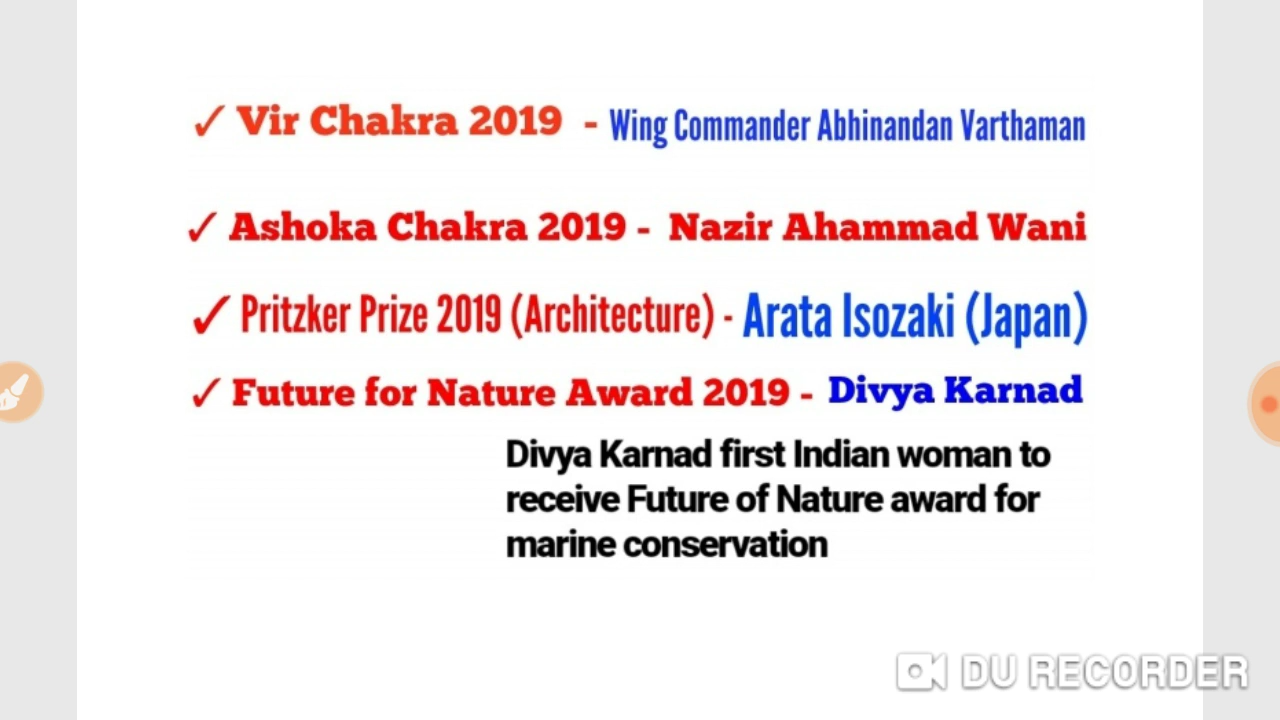 ✓ Vir Chakra 2019 - Wing Commander Abhinandan Varthaman
✓ Ashoka Chakra 2019 - Nazir Ahammad Wani
✓ Pritzker Prize 2019 (Architecture) - Arata Isozaki (Japan)
✓ Future for Nature Award 2019 - Divya Karnad
Divya Karnad first Indian woman to
receive Future of Nature award for
marine conservation
DU RECORDER